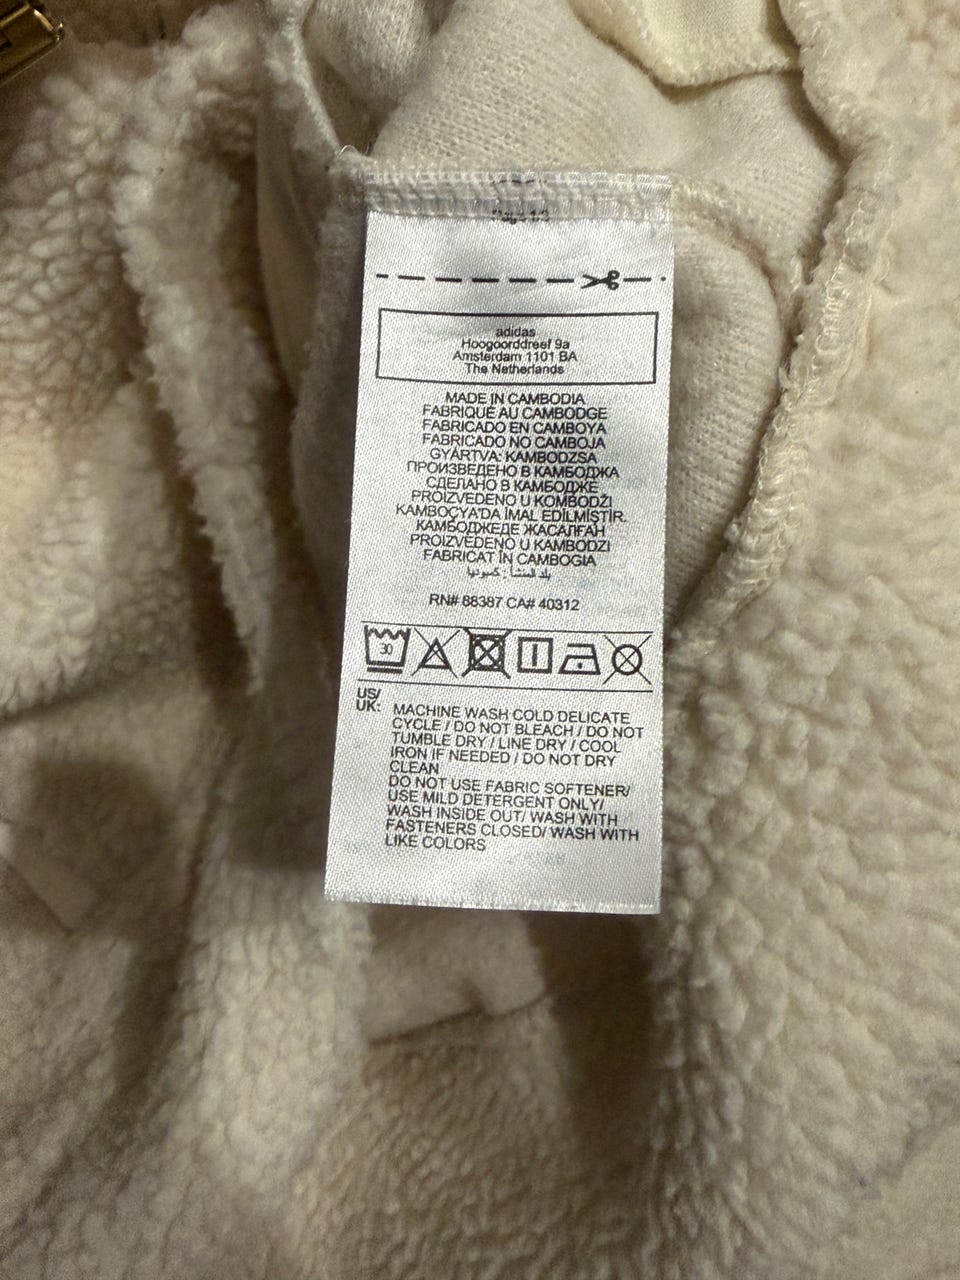 adidas
Hoogoorddreef 9a
Amsterdam 1101 BA
The Netherlands
MADE IN CAMBODIA
FABRIQUÉ AU CAMBODGE
FABRICADO EN CAMBOYA
FABRICADO NO CAMBOJA
GYÁRTVA: KAMBODZSA
ПРОИЗВЕДЕНО В КАМБОДЖА
СДЕЛАНО В КАМБОДЖЕ
PROIZVEDENO U KOMBODŽI
KAMBOÇYA'DA İMAL EDİLMİŞTİR.
КАМБОДЖЕДЕ ЖАСАЛҒАН
PROIZVEDENO U KAMBODZI
FABRICAT ÎN CAMBOGIA
بلد المنشأ: كمبوديا
RN# 88387 CA# 40312
30
US/
UK:
MACHINE WASH COLD DELICATE
CYCLE / DO NOT BLEACH / DO NOT
TUMBLE DRY / LINE DRY / COOL
IRON IF NEEDED / DO NOT DRY
CLEAN
DO NOT USE FABRIC SOFTENER/
USE MILD DETERGENT ONLY/
WASH INSIDE OUT/ WASH WITH
FASTENERS CLOSED/ WASH WITH
LIKE COLORS